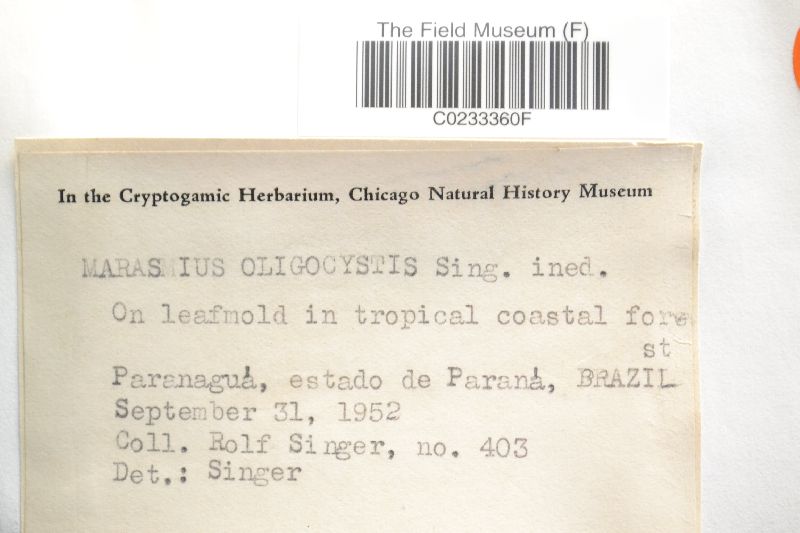 The Field Museum (F)
C0233360F
In the Cryptogamic Herbarium, Chicago Natural History Museum
MARASMIUS OLIGOCYSTIS Sing. ined.
On leafmold in tropical coastal fore
st
Paranaguá, estado de Paraná, BRAZIL
September 31, 1952
Coll. Rolf Singer, no. 403
Det.: Singer